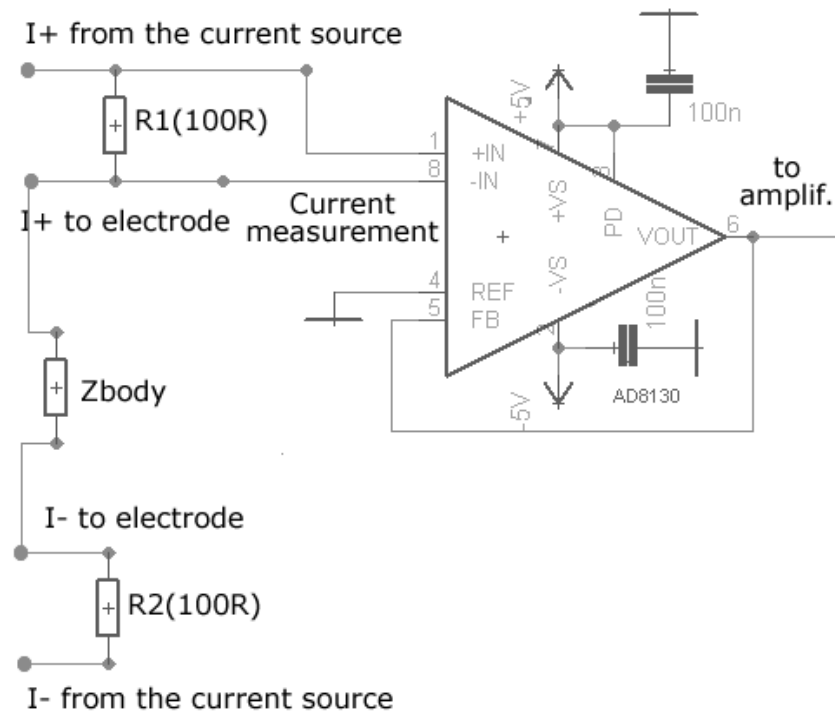 I+ from the current source
R1(100R)
I+ to electrode
Current
measurement
1
8
4
5
+IN
-IN
REF
FB
+5V
+VS
PD
-VS
VOUT
6
100n
100n
2
-5V
AD8130
to
amplif.
Zbody
I- to electrode
R2(100R)
I- from the current source